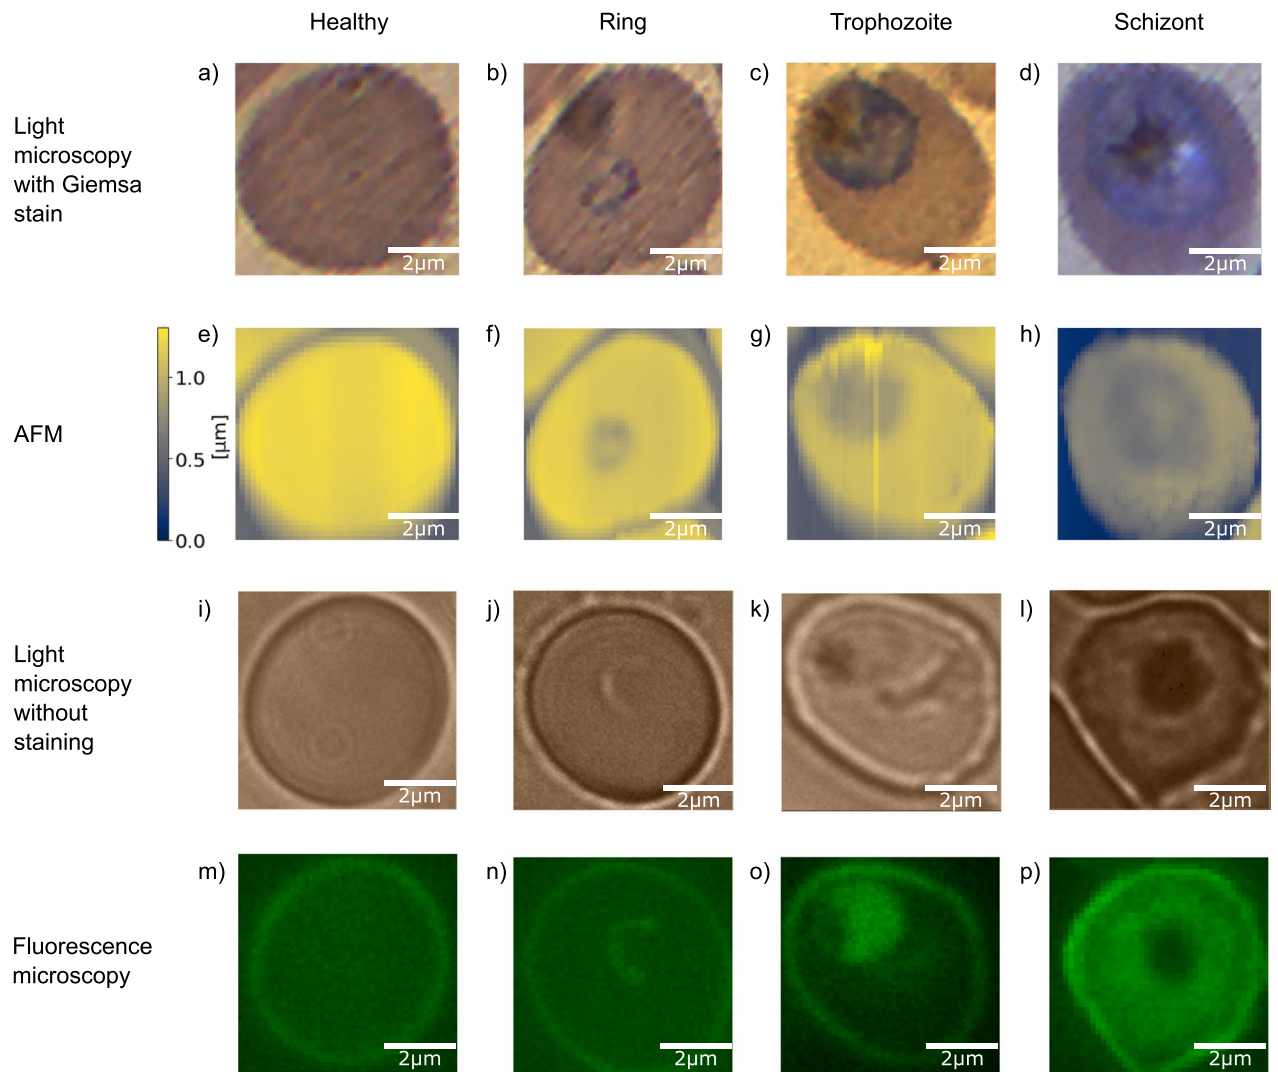 Healthy Ring Trophozoite Schizont
a) b) c) d)
Light
microscopy
with Giemsa
stain
2µm 2µm 2µm 2µm
e) f) g) h)
1.0
AFM
[µm]
0.5
0.0
2µm 2µm 2µm 2µm
i) j) k) l)
Light
microscopy
without
staining
2µm 2µm 2µm 2µm
m) n) o) p)
Fluorescence
microscopy
2µm 2µm 2µm 2µm